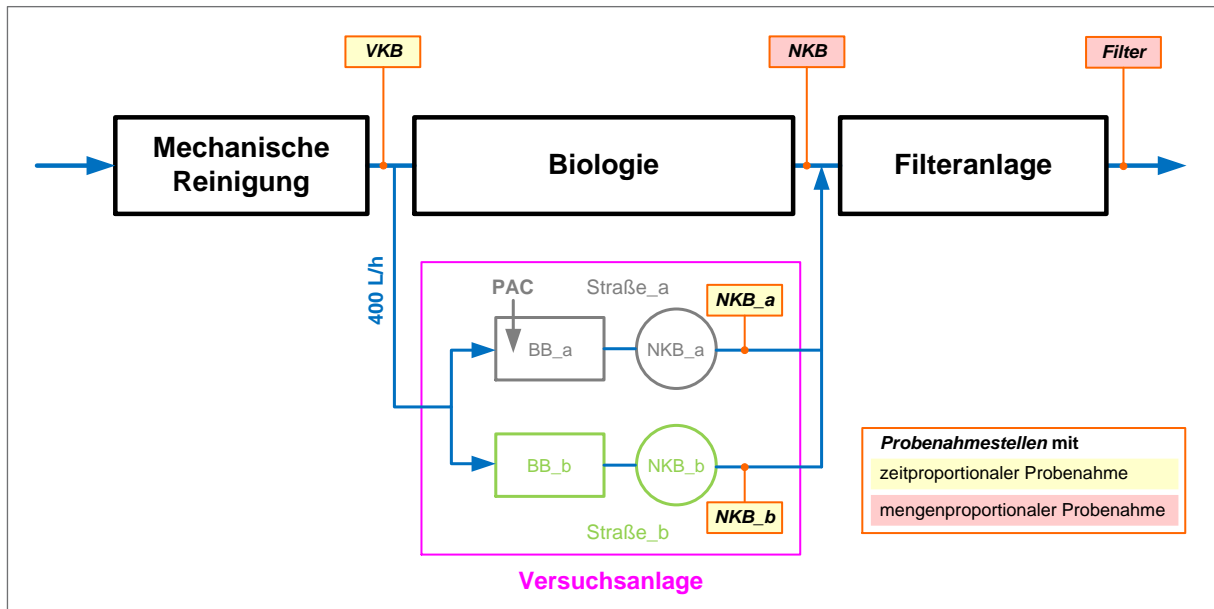 VKB
NKB
Filter
Mechanische
Reinigung
Biologie
Filteranlage
400 L/h
PAC
Straße_a
NKB_a
BB_a
NKB_a
BB_b
NKB_b
NKB_b
Straße_b
Versuchsanlage
Probenahmestellen mit
zeitproportionaler Probenahme
mengenproportionaler Probenahme